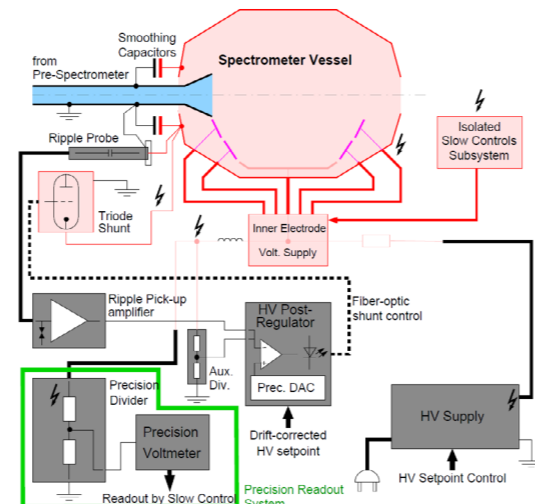 Smoothing
Capacitors
from
Pre-Spectrometer
Spectrometer Vessel
Ripple Probe
Isolated
Slow Controls
Subsystem
Triode
Shunt
Inner Electrode
Volt. Supply
Ripple Pick-up
amplifier
HV Post-
Regulator
Fiber-optic
shunt control
Aux.
Div.
Prec. DAC
Precision
Divider
Precision
Voltmeter
Drift-corrected
HV setpoint
HV Supply
HV Setpoint Control
Readout by Slow Control
Precision Readout
System